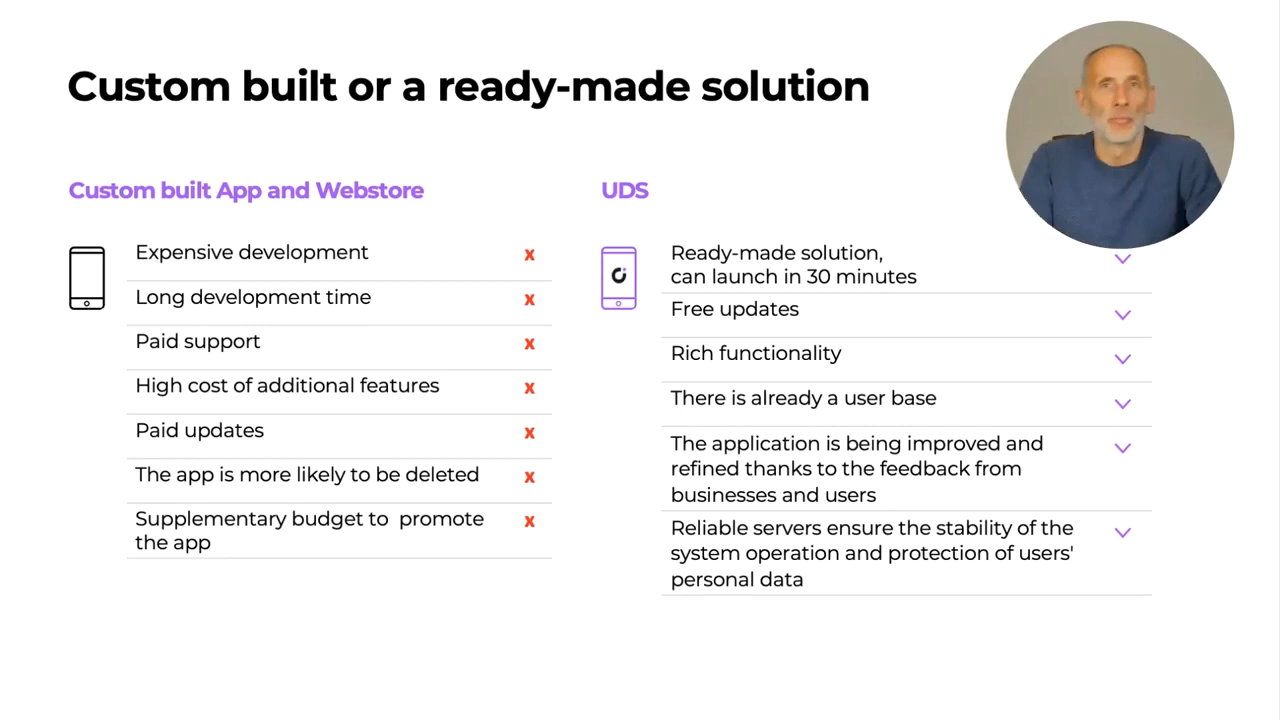 Custom built or a ready-made solution
Custom built App and Webstore
Expensive development x
Long development time x
Paid support x
High cost of additional features x
Paid updates x
The app is more likely to be deleted x
Supplementary budget to promote x
the app
UDS
Ready-made solution,
can launch in 30 minutes
Free updates
Rich functionality
There is already a user base
The application is being improved and
refined thanks to the feedback from
businesses and users
Reliable servers ensure the stability of the
system operation and protection of users'
personal data